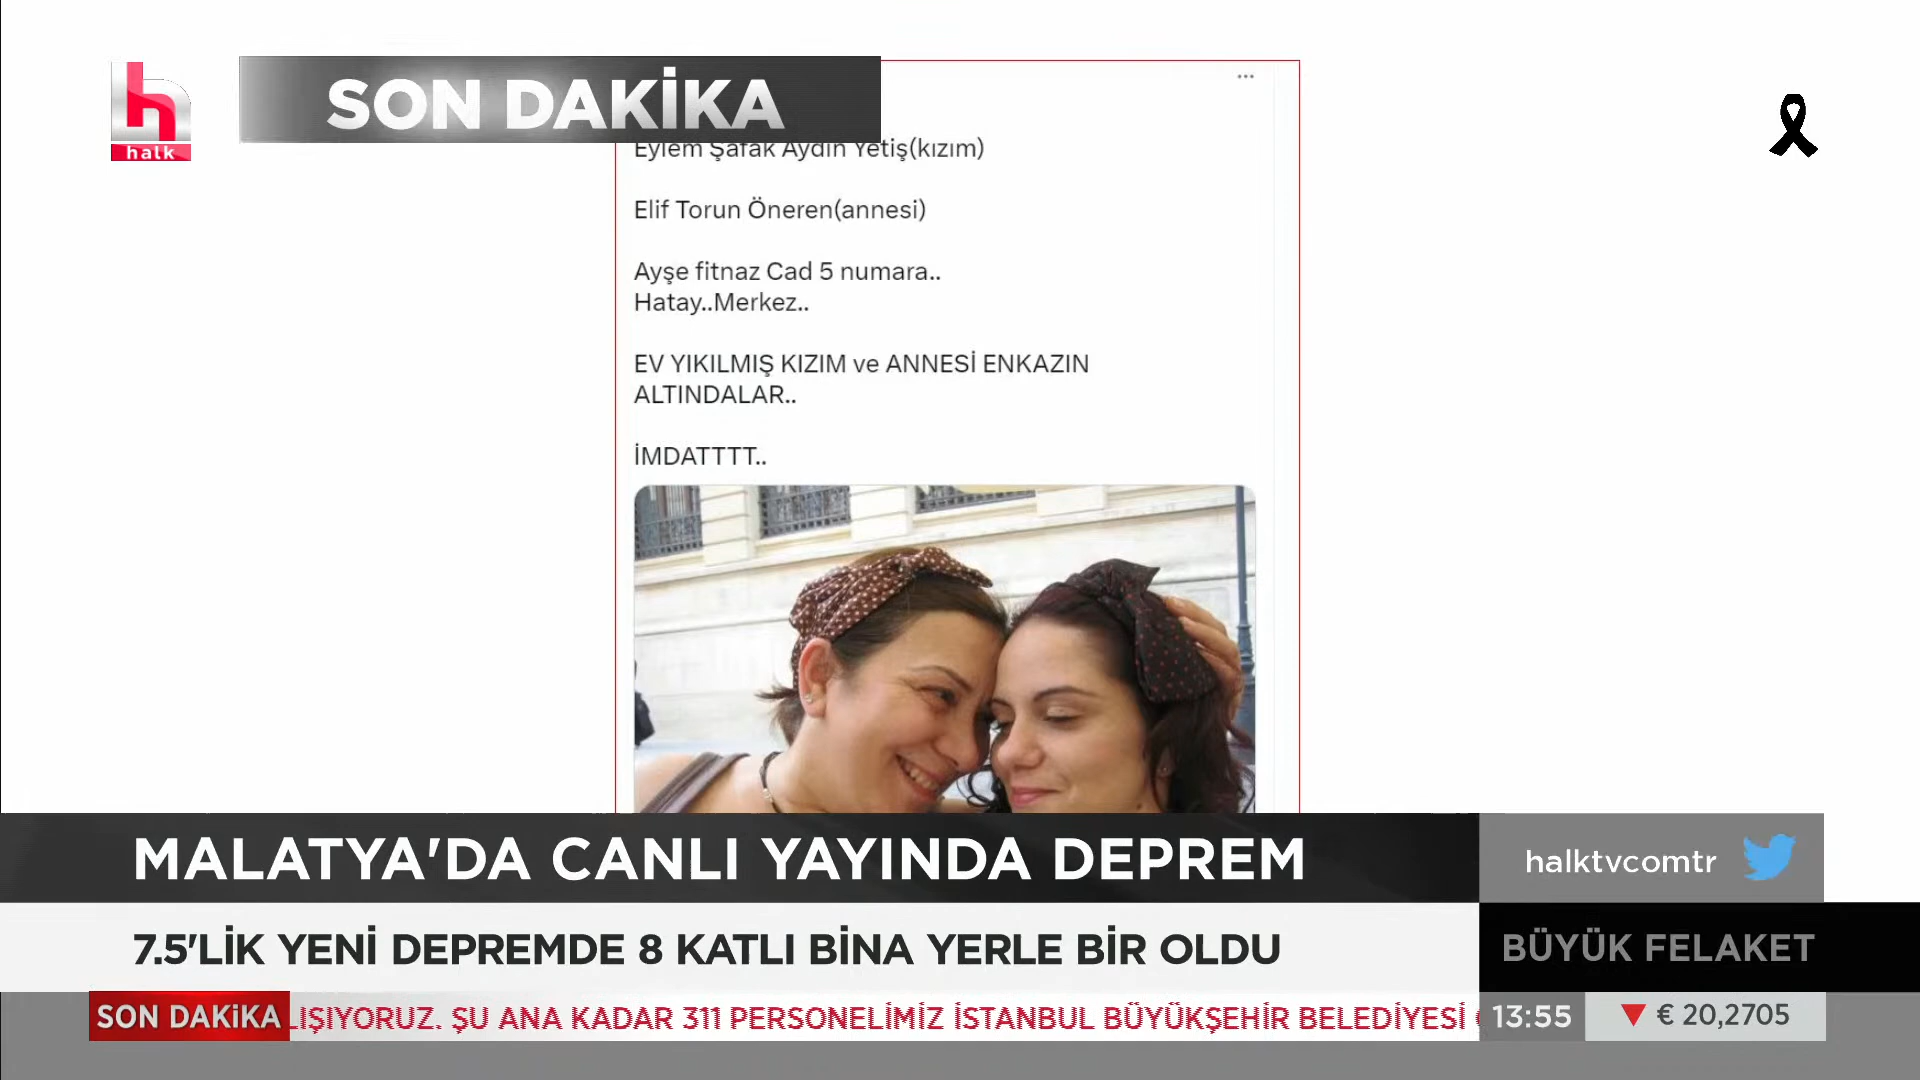 halk
SON DAKİKA
Eylem Şafak Aydın Yetiş(kızım)
Elif Torun Öneren(annesi)
Ayşe fitnaz Cad 5 numara..
Hatay..Merkez..
EV YIKILMIŞ KIZIM ve ANNESİ ENKAZIN
ALTINDALAR..
İMDATTTT..
MALATYA'DA CANLI YAYINDA DEPREM
halktvcomtr
7.5'LİK YENİ DEPREMDE 8 KATLI BİNA YERLE BİR OLDU
BÜYÜK FELAKET
SON DAKİKA
LIŞIYORUZ. ŞU ANA KADAR 311 PERSONELİMİZ İSTANBUL BÜYÜKŞEHİR BELEDİYESİ
13:55
€ 20,2705